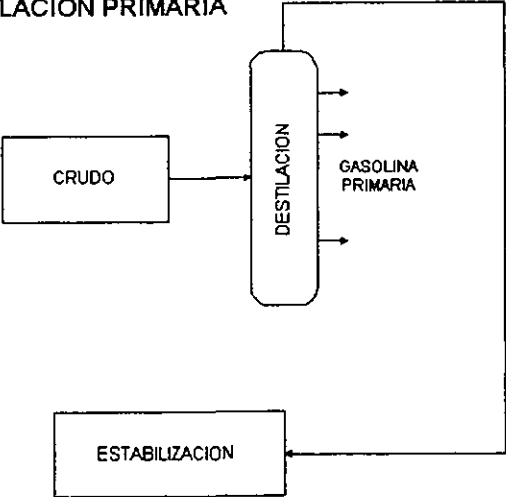 LACION PRIMARIA
CRUDO
DESTILACION
GASOLINA
PRIMARIA
ESTABILIZACION